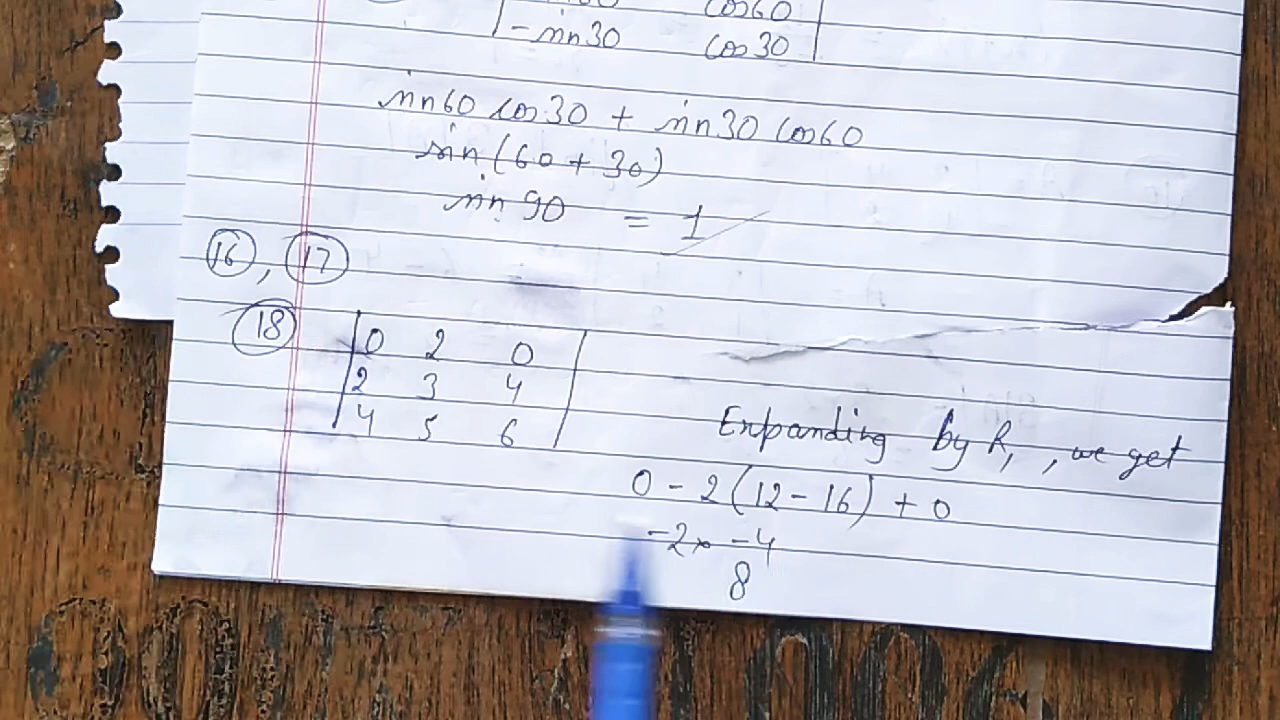 cos60
-sin30 cos30
sin60 cos30 + sin30 cos60
sin(60 + 30)
sin 90 = 1
16, 17
18 | 0 2 0 |
| 2 3 4 |
| 4 5 6 |
Expanding by R1, we get
0 - 2(12 - 16) + 0
-2 × -4
8